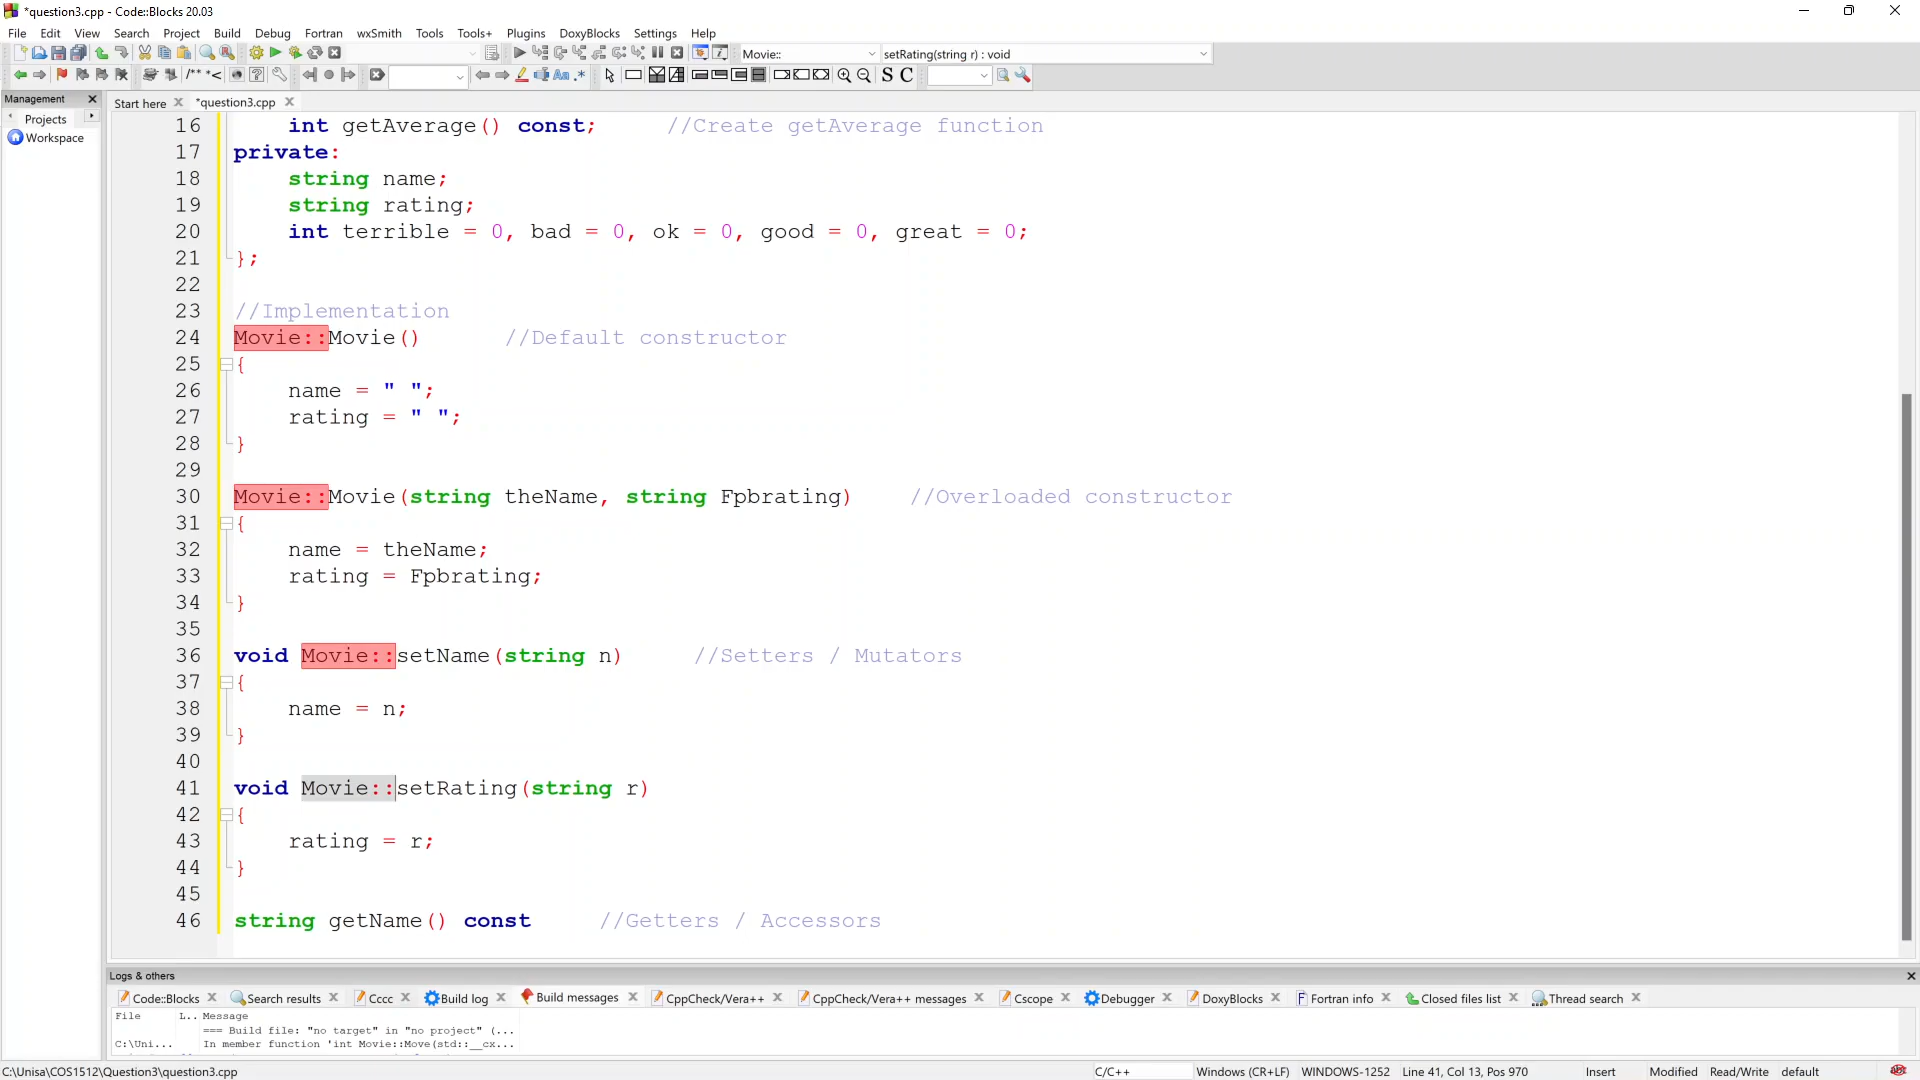 *question3.cpp - Code::Blocks 20.03
File Edit View Search Project Build Debug Fortran wxSmith Tools Tools+ Plugins DoxyBlocks Settings Help
Movie:: setRating(string r) : void
/** *< Aa .* S C
Management
Start here *question3.cpp
Projects
Workspace
16 int getAverage() const; //Create getAverage function
17 private:
18 string name;
19 string rating;
20 int terrible = 0, bad = 0, ok = 0, good = 0, great = 0;
21 };
22
23 //Implementation
24 Movie::Movie() //Default constructor
25 {
26 name = " ";
27 rating = " ";
28 }
29
30 Movie::Movie(string theName, string Fpbrating) //Overloaded constructor
31 {
32 name = theName;
33 rating = Fpbrating;
34 }
35
36 void Movie::setName(string n) //Setters / Mutators
37 {
38 name = n;
39 }
40
41 void Movie::setRating(string r)
42 {
43 rating = r;
44 }
45
46 string getName() const //Getters / Accessors
Logs & others
Code::Blocks Search results Cccc Build log Build messages CppCheck/Vera++ CppCheck/Vera++ messages Cscope Debugger DoxyBlocks Fortran info Closed files list Thread search
File L.. Message
=== Build file: "no target" in "no project" (...
C:\Uni... In member function 'int Movie::Move(std::__cx...
C:\Unisa\COS1512\Question3\question3.cpp C/C++ Windows (CR+LF) WINDOWS-1252 Line 41, Col 13, Pos 970 Insert Modified Read/Write default